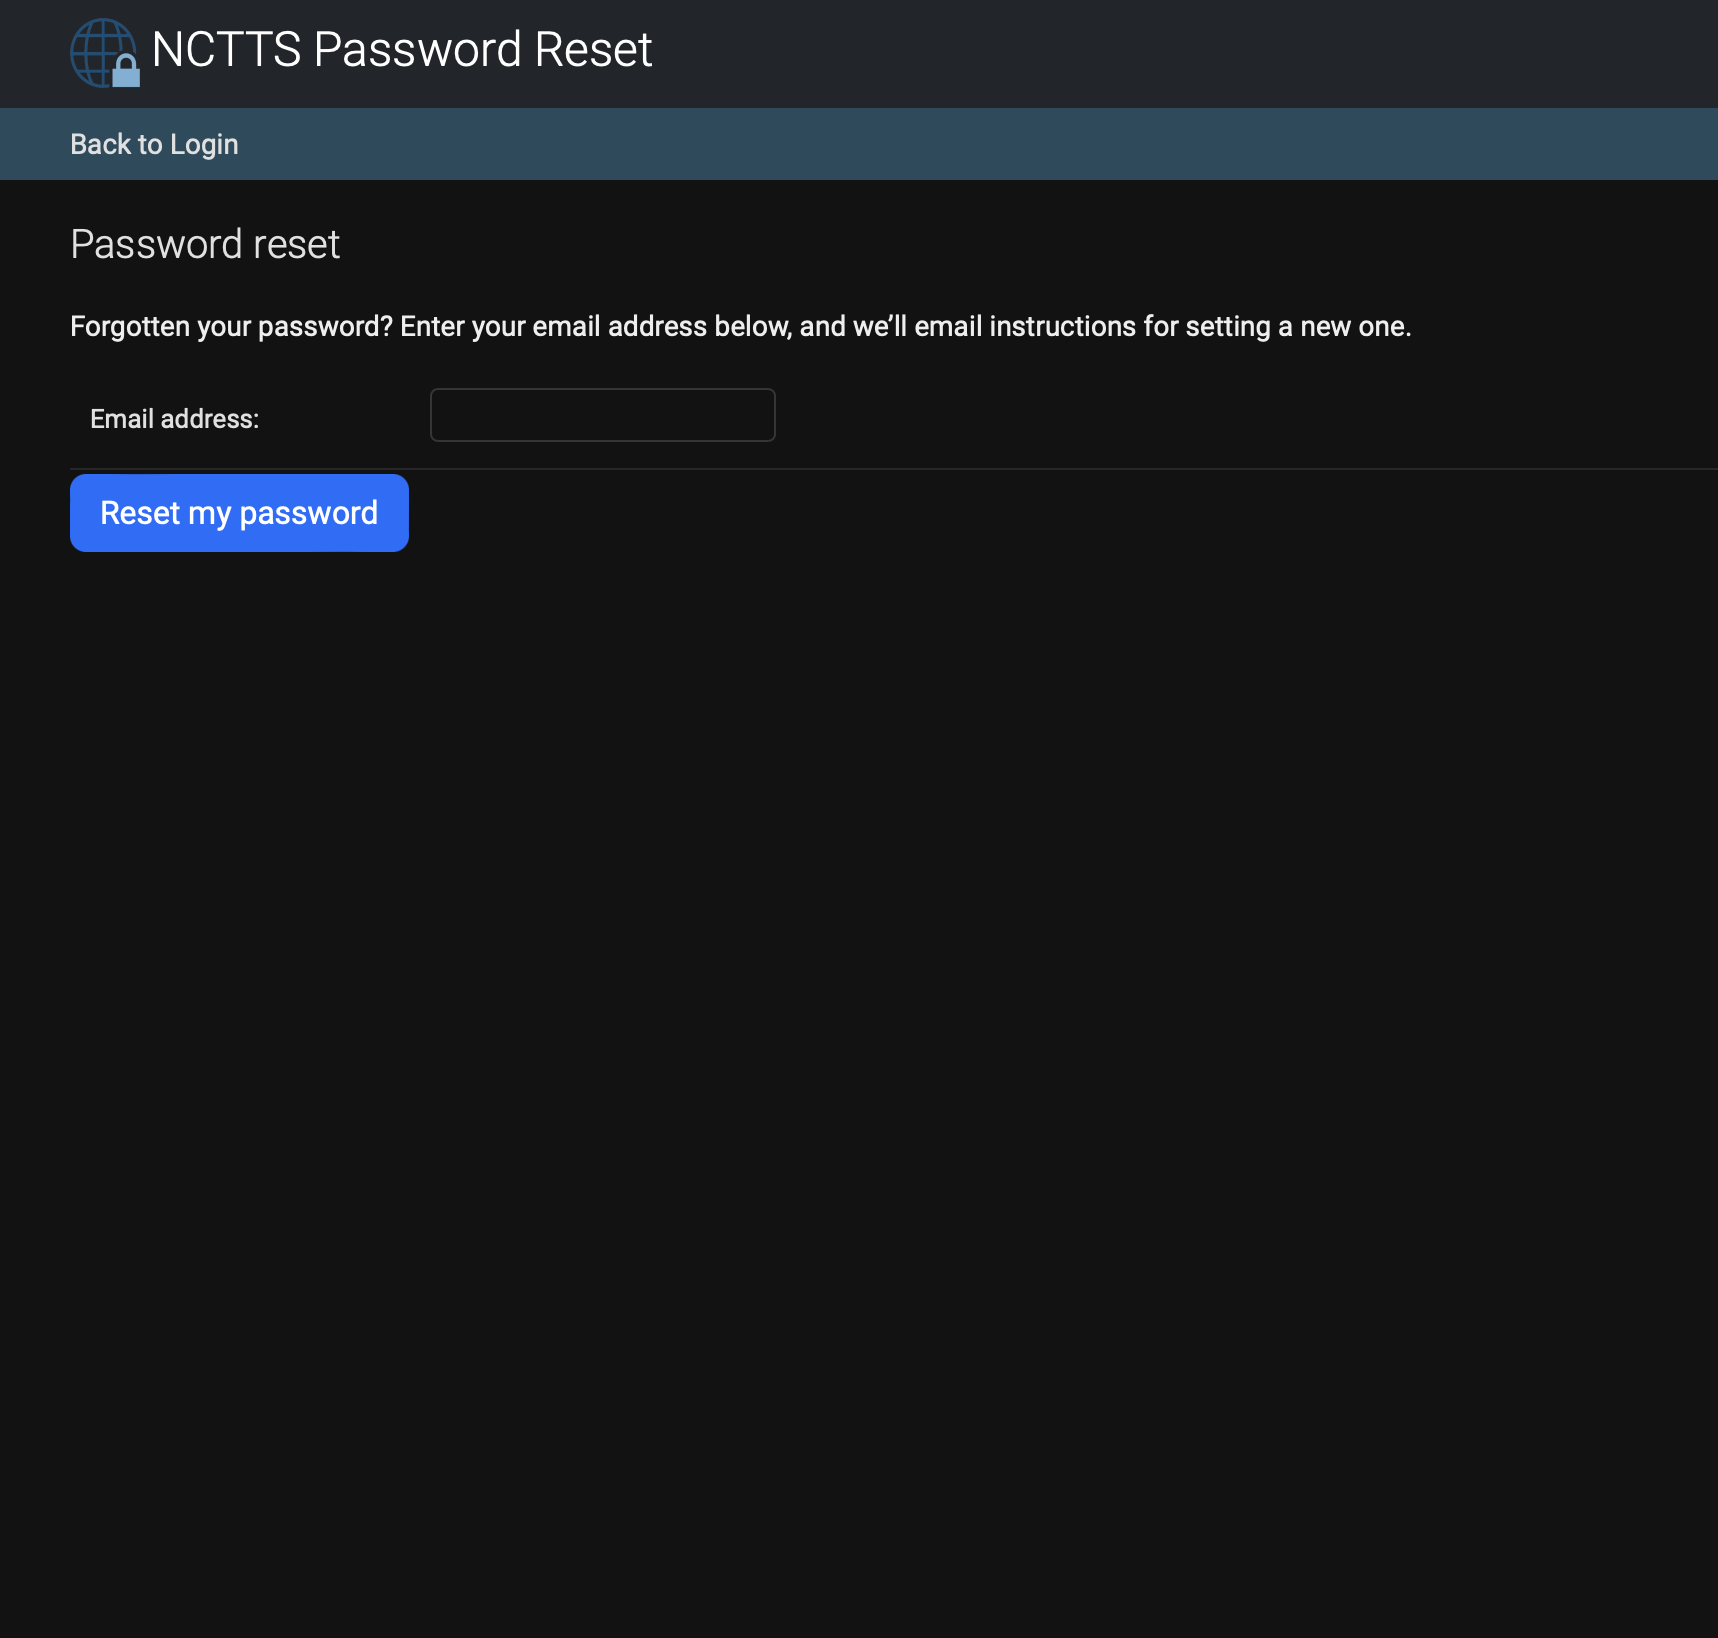 NCTTS Password Reset
Back to Login
Password reset
Forgotten your password? Enter your email address below, and we’ll email instructions for setting a new one.
Email address:
Reset my password